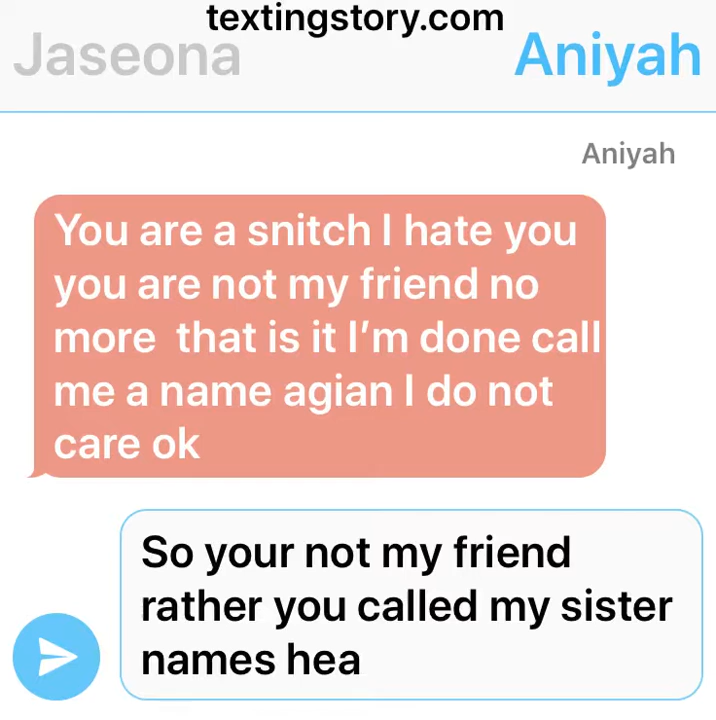 textingstory.com
Jaseona Aniyah
Aniyah
You are a snitch I hate you
you are not my friend no
more  that is it I’m done call
me a name agian I do not
care ok
So your not my friend
rather you called my sister
names hea